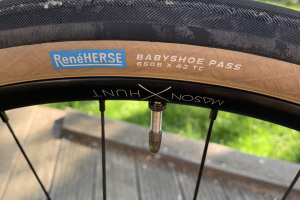 RenéHERSE
BABYSHOE PASS
650B X 42 TC
MASON X HUNT